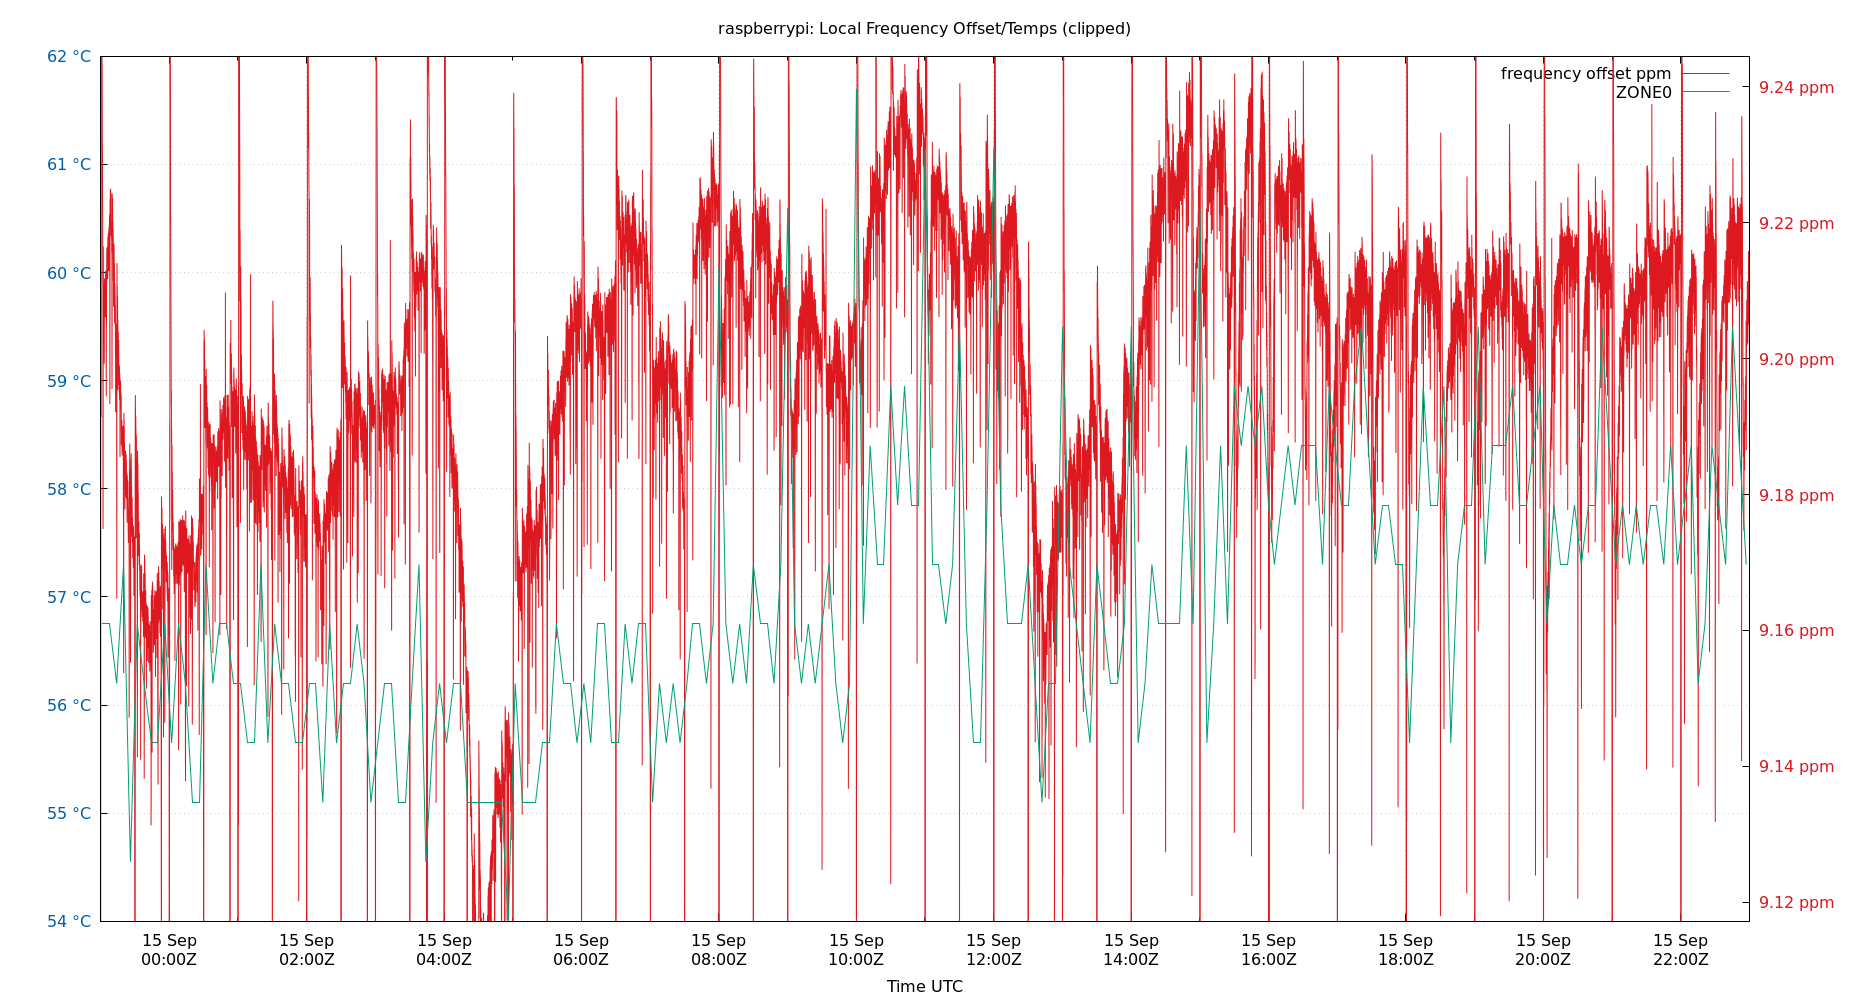 raspberrypi: Local Frequency Offset/Temps (clipped)
frequency offset ppm
ZONE0
62 °C
61 °C
60 °C
59 °C
58 °C
57 °C
56 °C
55 °C
54 °C
9.24 ppm
9.22 ppm
9.20 ppm
9.18 ppm
9.16 ppm
9.14 ppm
9.12 ppm
15 Sep
00:00Z
15 Sep
02:00Z
15 Sep
04:00Z
15 Sep
06:00Z
15 Sep
08:00Z
15 Sep
10:00Z
15 Sep
12:00Z
15 Sep
14:00Z
15 Sep
16:00Z
15 Sep
18:00Z
15 Sep
20:00Z
15 Sep
22:00Z
Time UTC